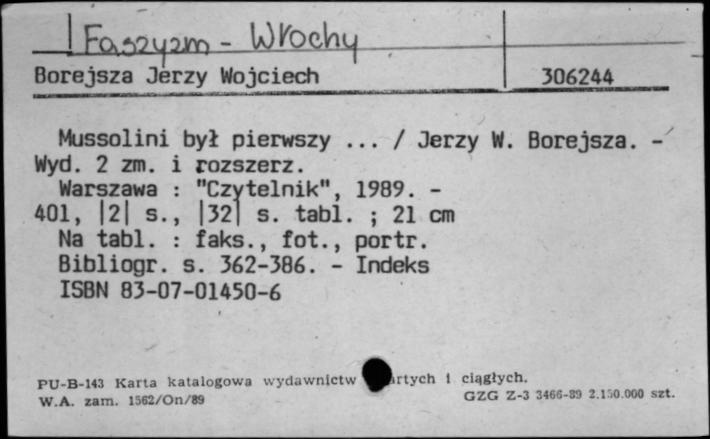 Faszyzm - Włochy
Borejsza Jerzy Wojciech 306244
Mussolini był pierwszy ... / Jerzy W. Borejsza. -
Wyd. 2 zm. i rozszerz.
Warszawa : "Czytelnik", 1989. -
401, |2| s., |32| s. tabl. ; 21 cm
Na tabl. : faks., fot., portr.
Bibliogr. s. 362-386. - Indeks
ISBN 83-07-01450-6
PU-B-143 Karta katalogowa wydawnictw i ciągłych.
W.A. zam. 1562/On/89 GZG Z-3 3466-89 2.150.000 szt.